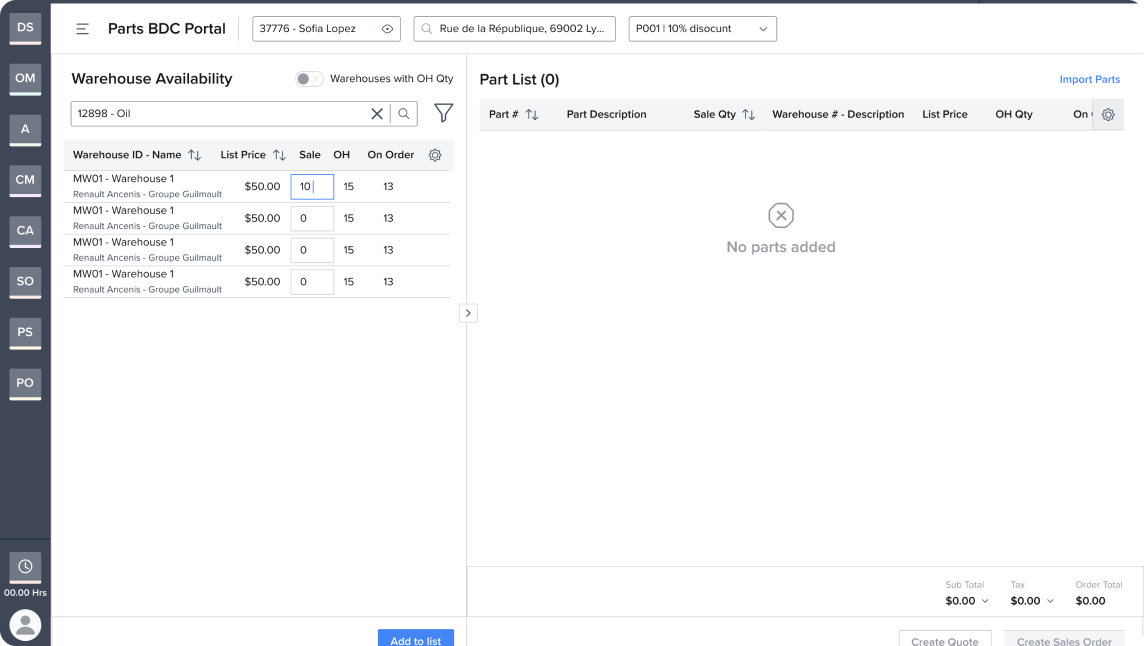 DS
OM
A
CM
CA
SO
PS
PO
00.00 Hrs
Parts BDC Portal
37776 - Sofia Lopez
Rue de la République, 69002 Ly...
P001 | 10% disocunt
Warehouse Availability
Warehouses with OH Qty
12898 - Oil
Warehouse ID - Name List Price Sale OH On Order
MW01 - Warehouse 1
Renault Ancenis - Groupe Guilmault
$50.00 10 15 13
MW01 - Warehouse 1
Renault Ancenis - Groupe Guilmault
$50.00 0 15 13
MW01 - Warehouse 1
Renault Ancenis - Groupe Guilmault
$50.00 0 15 13
MW01 - Warehouse 1
Renault Ancenis - Groupe Guilmault
$50.00 0 15 13
Add to list
Part List (0)
Import Parts
Part # Part Description Sale Qty Warehouse # - Description List Price OH Qty On
No parts added
Sub Total Tax Order Total
$0.00 $0.00 $0.00
Create Quote
Create Sales Order